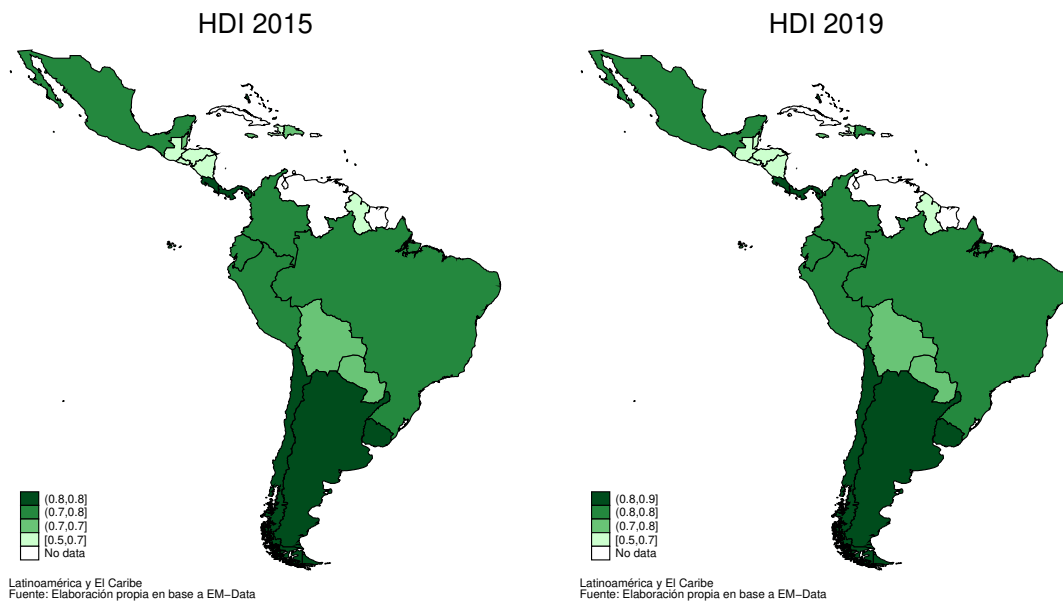 HDI 2015
(0.8,0.8]
(0.7,0.8]
(0.7,0.7]
[0.5,0.7]
No data
Latinoamérica y El Caribe
Fuente: Elaboración propia en base a EM−Data
HDI 2019
(0.8,0.9]
(0.8,0.8]
(0.7,0.8]
[0.5,0.7]
No data
Latinoamérica y El Caribe
Fuente: Elaboración propia en base a EM−Data